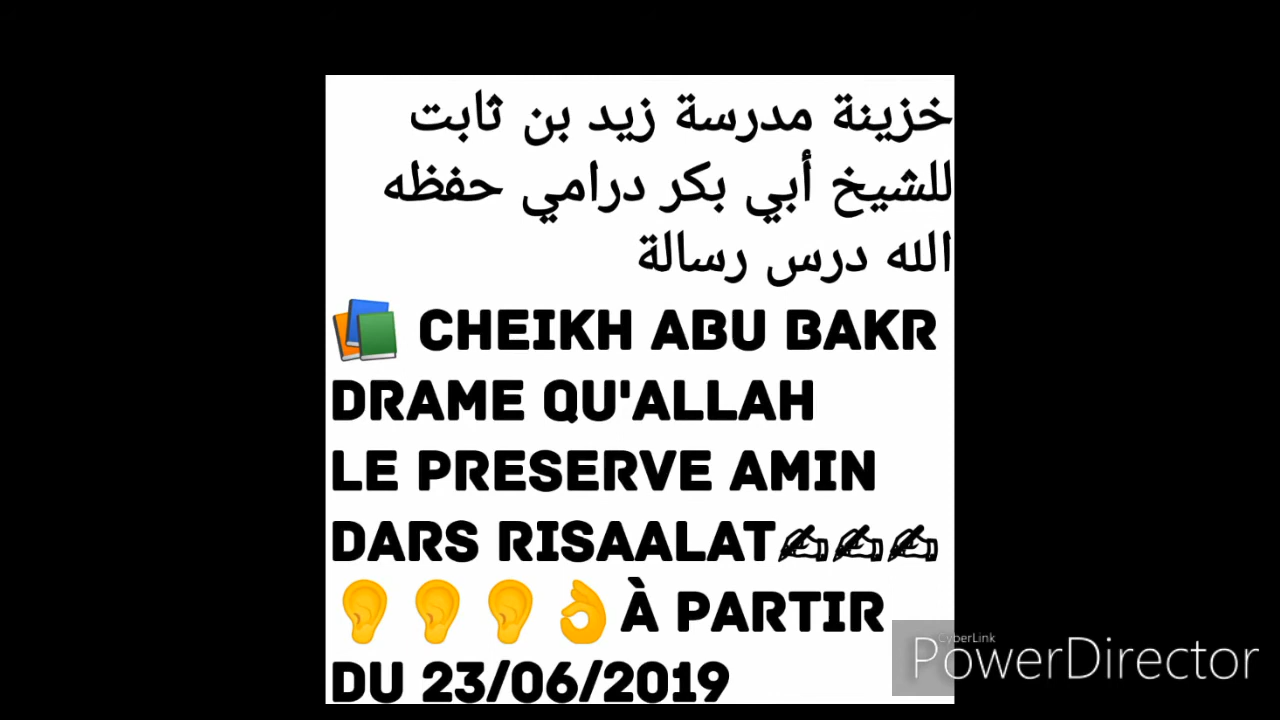 خزينة مدرسة زيد بن ثابت
للشيخ أبي بكر درامي حفظه
الله درس رسالة
📚 CHEIKH ABU BAKR
DRAME QU'ALLAH
LE PRESERVE AMIN
DARS RISAALAT✍✍✍
👂👂👂👌À PARTIR
DU 23/06/2019
CyberLink
PowerDirector